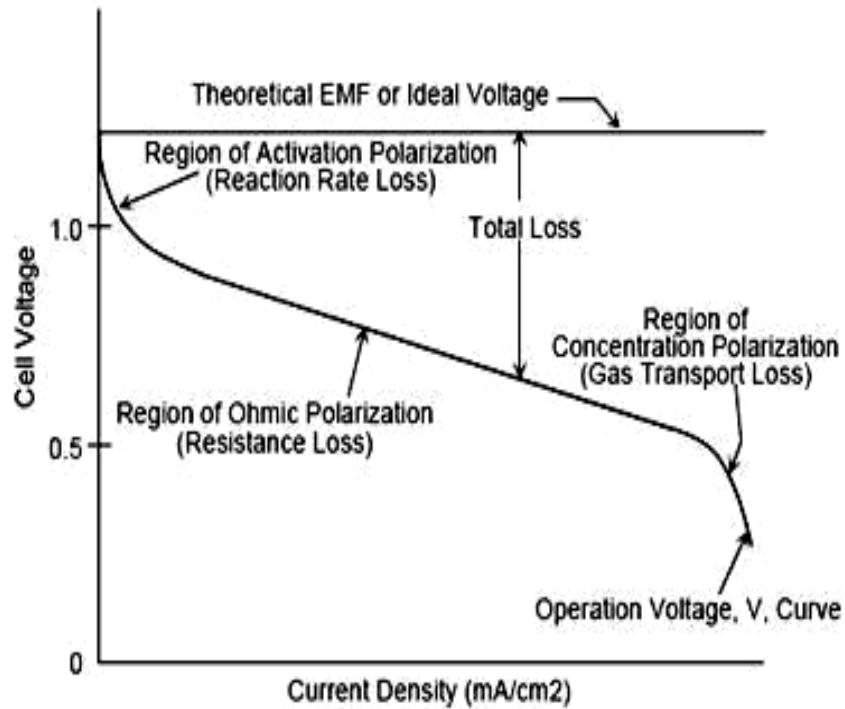 Theoretical EMF or Ideal Voltage
Region of Activation Polarization
(Reaction Rate Loss)
Total Loss
1.0
Region of
Concentration Polarization
(Gas Transport Loss)
Cell Voltage
Region of Ohmic Polarization
(Resistance Loss)
0.5
Operation Voltage, V, Curve
0
Current Density (mA/cm2)